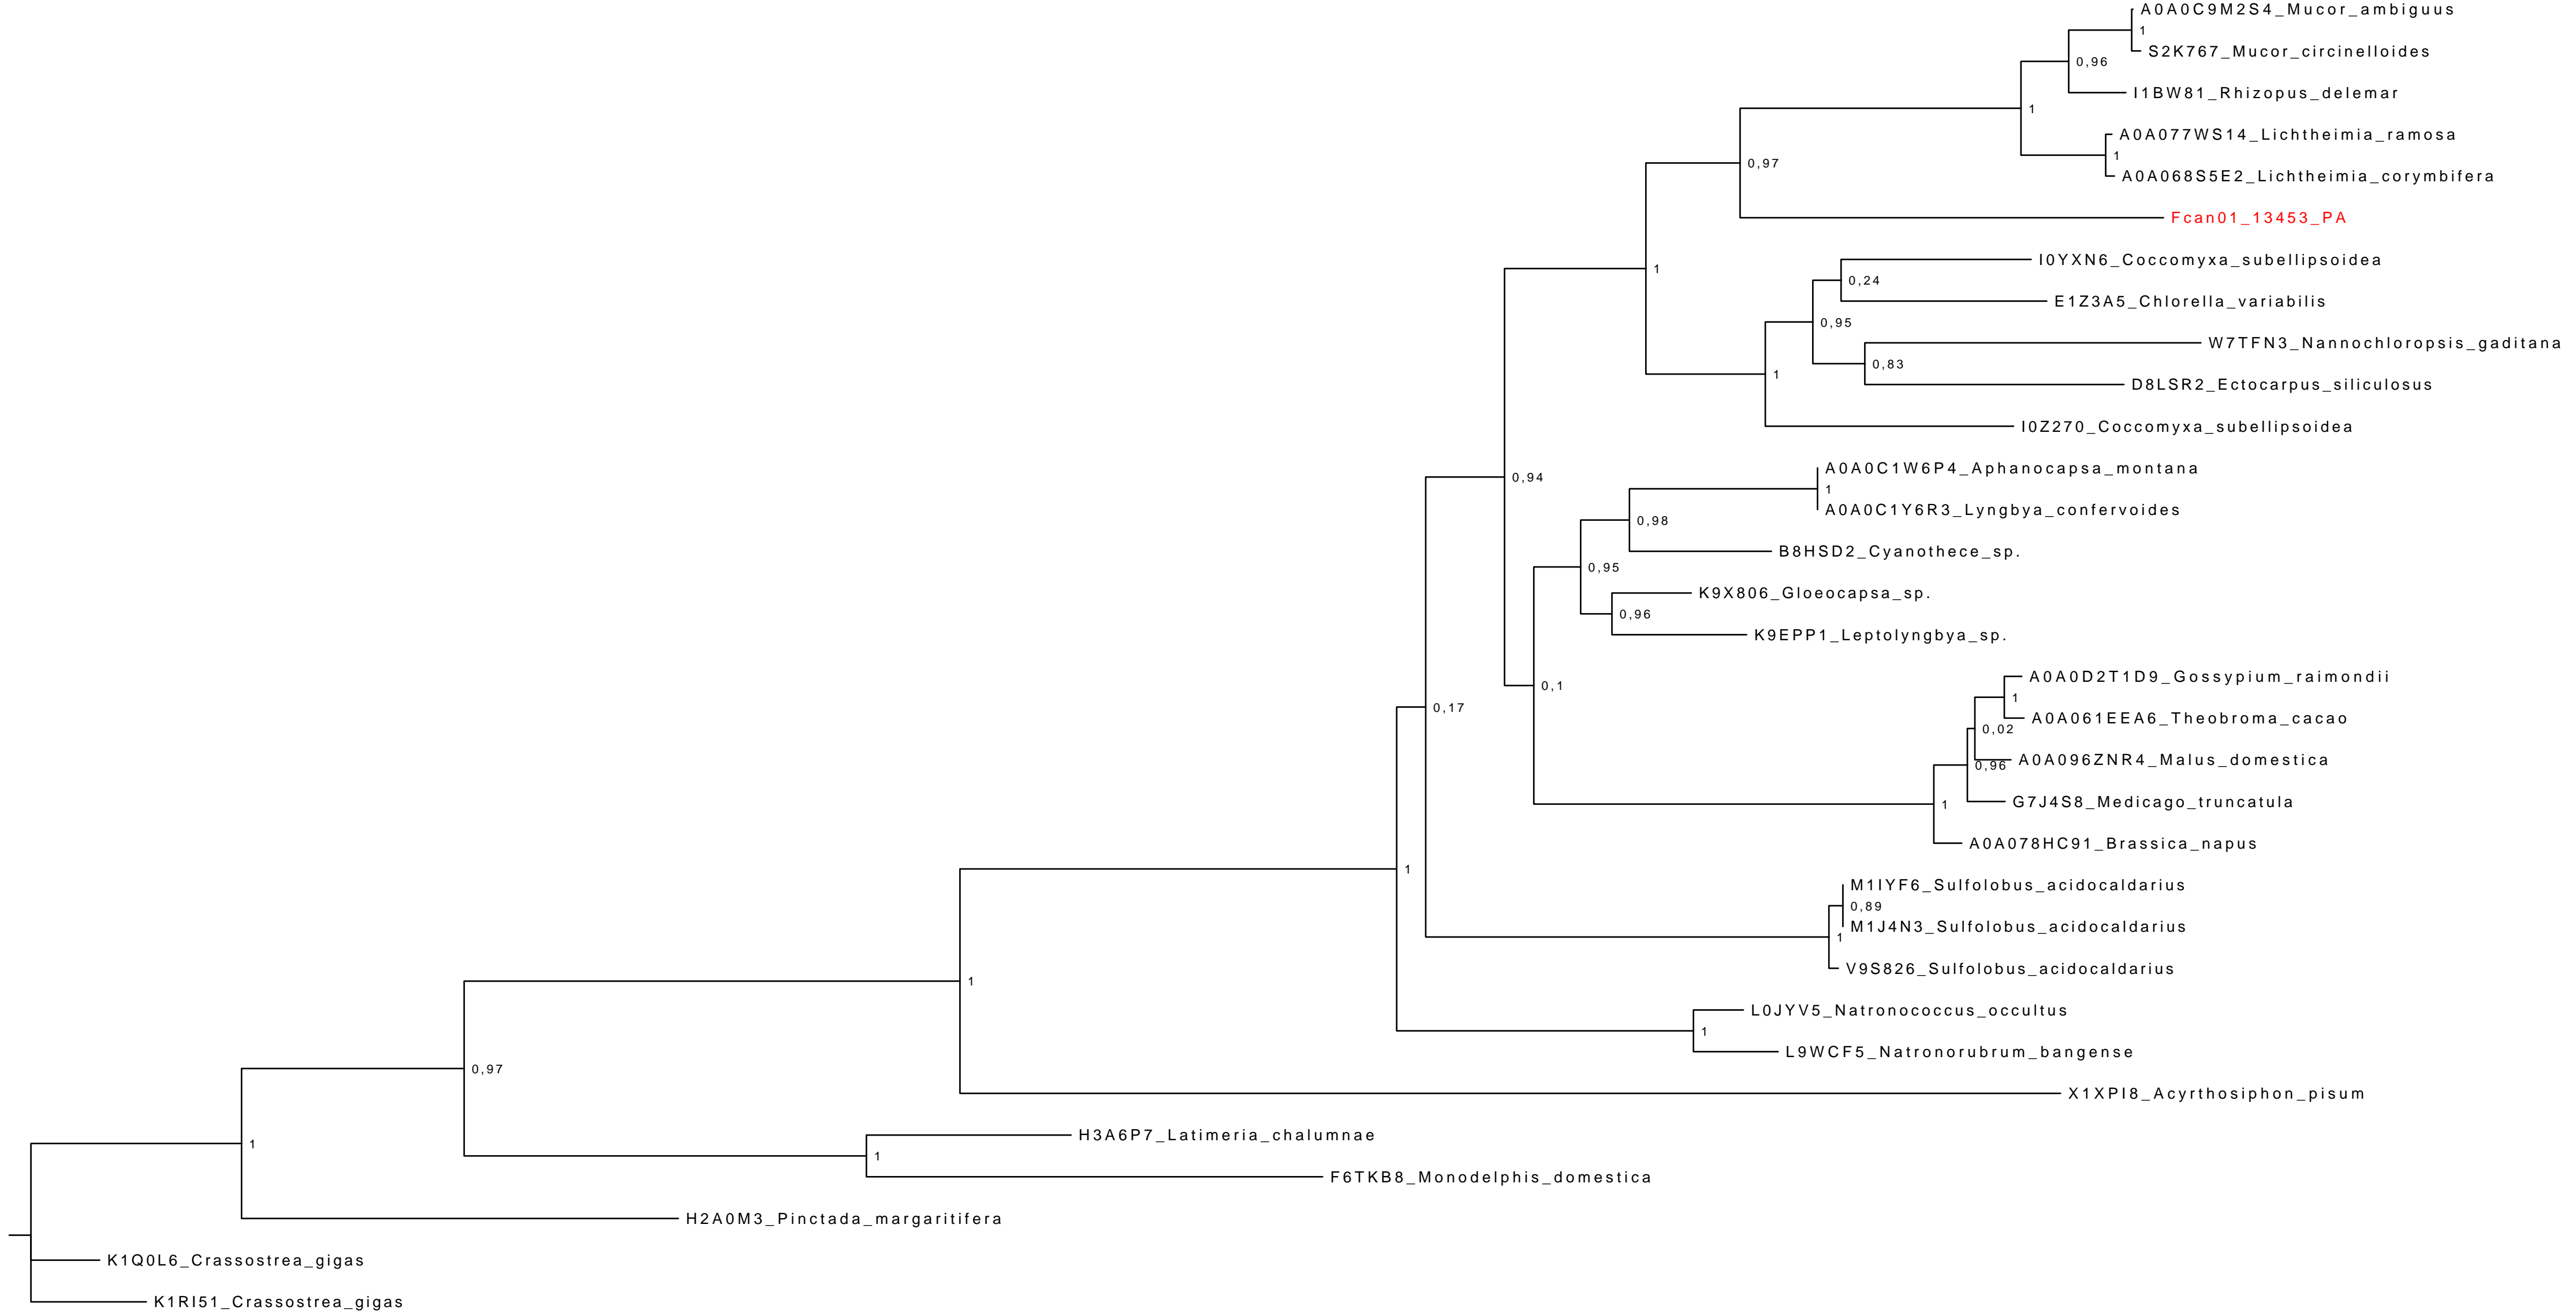 A0A0C9M2S4_Mucor_ambiguus
1
S2K767_Mucor_circinelloides
0,96
I1BW81_Rhizopus_delemar
1
A0A077WS14_Lichtheimia_ramosa
1
A0A068S5E2_Lichtheimia_corymbifera
0,97
Fcan01_13453_PA
I0YXN6_Coccomyxa_subellipsoidea
1
0,24
E1Z3A5_Chlorella_variabilis
0,95
W7TFN3_Nannochloropsis_gaditana
0,83
1
D8LSR2_Ectocarpus_siliculosus
I0Z270_Coccomyxa_subellipsoidea
A0A0C1W6P4_Aphanocapsa_montana
0,94
1
A0A0C1Y6R3_Lyngbya_confervoides
0,98
B8HSD2_Cyanothece_sp.
0,95
K9X806_Gloeocapsa_sp.
0,96
K9EPP1_Leptolyngbya_sp.
A0A0D2T1D9_Gossypium_raimondii
0,1
1
0,17
A0A061EEA6_Theobroma_cacao
0,02
A0A096ZNR4_Malus_domestica
0,96
G7J4S8_Medicago_truncatula
1
A0A078HC91_Brassica_napus
1
M1IYF6_Sulfolobus_acidocaldarius
0,89
M1J4N3_Sulfolobus_acidocaldarius
1
V9S826_Sulfolobus_acidocaldarius
1
L0JYV5_Natronococcus_occultus
1
L9WCF5_Natronorubrum_bangense
0,97
X1XPI8_Acyrthosiphon_pisum
H3A6P7_Latimeria_chalumnae
1
1
F6TKB8_Monodelphis_domestica
H2A0M3_Pinctada_margaritifera
K1Q0L6_Crassostrea_gigas
K1RI51_Crassostrea_gigas